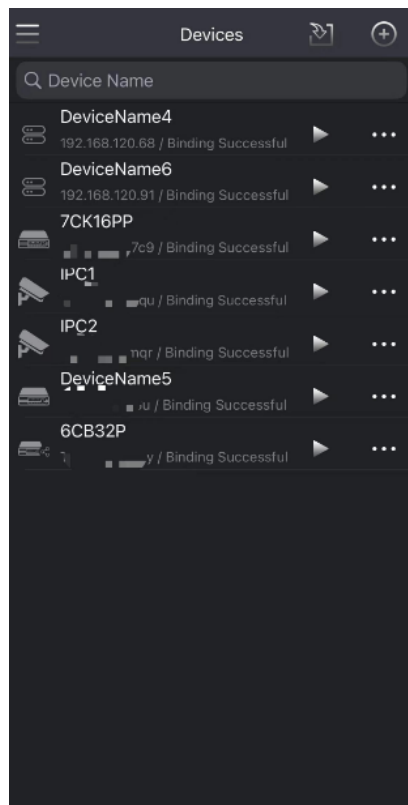 Devices
Device Name
DeviceName4
192.168.120.68 / Binding Successful
DeviceName6
192.168.120.91 / Binding Successful
7CK16PP
7c9 / Binding Successful
IPC1
qu / Binding Successful
IPC2
mqr / Binding Successful
DeviceName5
/ Binding Successful
6CB32P
y / Binding Successful